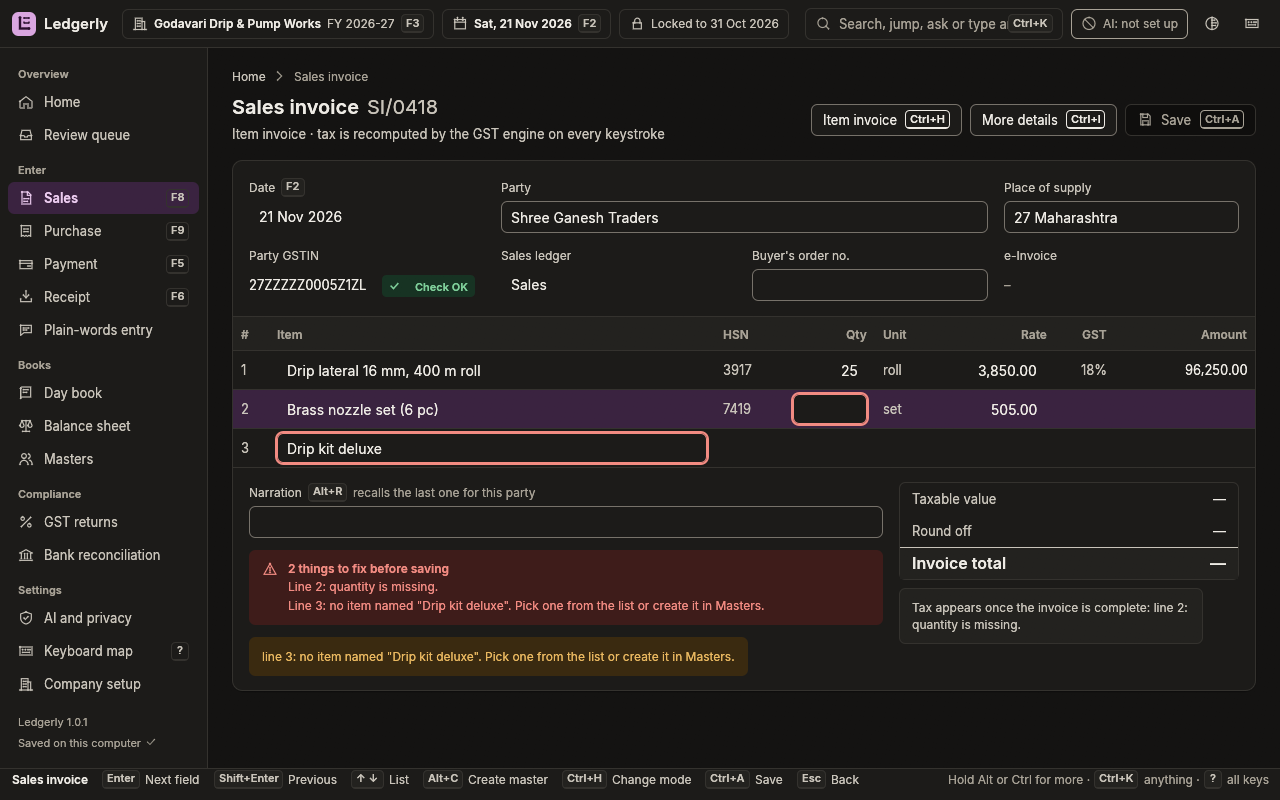 Ledgerly
Godavari Drip & Pump Works FY 2026-27 F3
Sat, 21 Nov 2026 F2
Locked to 31 Oct 2026
Search, jump, ask or type a Ctrl+K
AI: not set up
Overview
Home
Review queue
Enter
Sales F8
Purchase F9
Payment F5
Receipt F6
Plain-words entry
Books
Day book
Balance sheet
Masters
Compliance
GST returns
Bank reconciliation
Settings
AI and privacy
Keyboard map ?
Company setup
Ledgerly 1.0.1
Saved on this computer
Home Sales invoice
Sales invoice SI/0418
Item invoice · tax is recomputed by the GST engine on every keystroke
Item invoice Ctrl+H
More details Ctrl+I
Save Ctrl+A
Date F2 Party Place of supply
21 Nov 2026 Shree Ganesh Traders 27 Maharashtra
Party GSTIN Sales ledger Buyer's order no. e-Invoice
27ZZZZZ0005Z1ZL Check OK Sales –
# Item HSN Qty Unit Rate GST Amount
1 Drip lateral 16 mm, 400 m roll 3917 25 roll 3,850.00 18% 96,250.00
2 Brass nozzle set (6 pc) 7419 set 505.00
3 Drip kit deluxe
Narration Alt+R recalls the last one for this party
2 things to fix before saving
Line 2: quantity is missing.
Line 3: no item named "Drip kit deluxe". Pick one from the list or create it in Masters.
line 3: no item named "Drip kit deluxe". Pick one from the list or create it in Masters.
Taxable value —
Round off —
Invoice total —
Tax appears once the invoice is complete: line 2:
quantity is missing.
Sales invoice Enter Next field Shift+Enter Previous ↑ ↓ List Alt+C Create master Ctrl+H Change mode Ctrl+A Save Esc Back Hold Alt or Ctrl for more · Ctrl+K anything · ? all keys